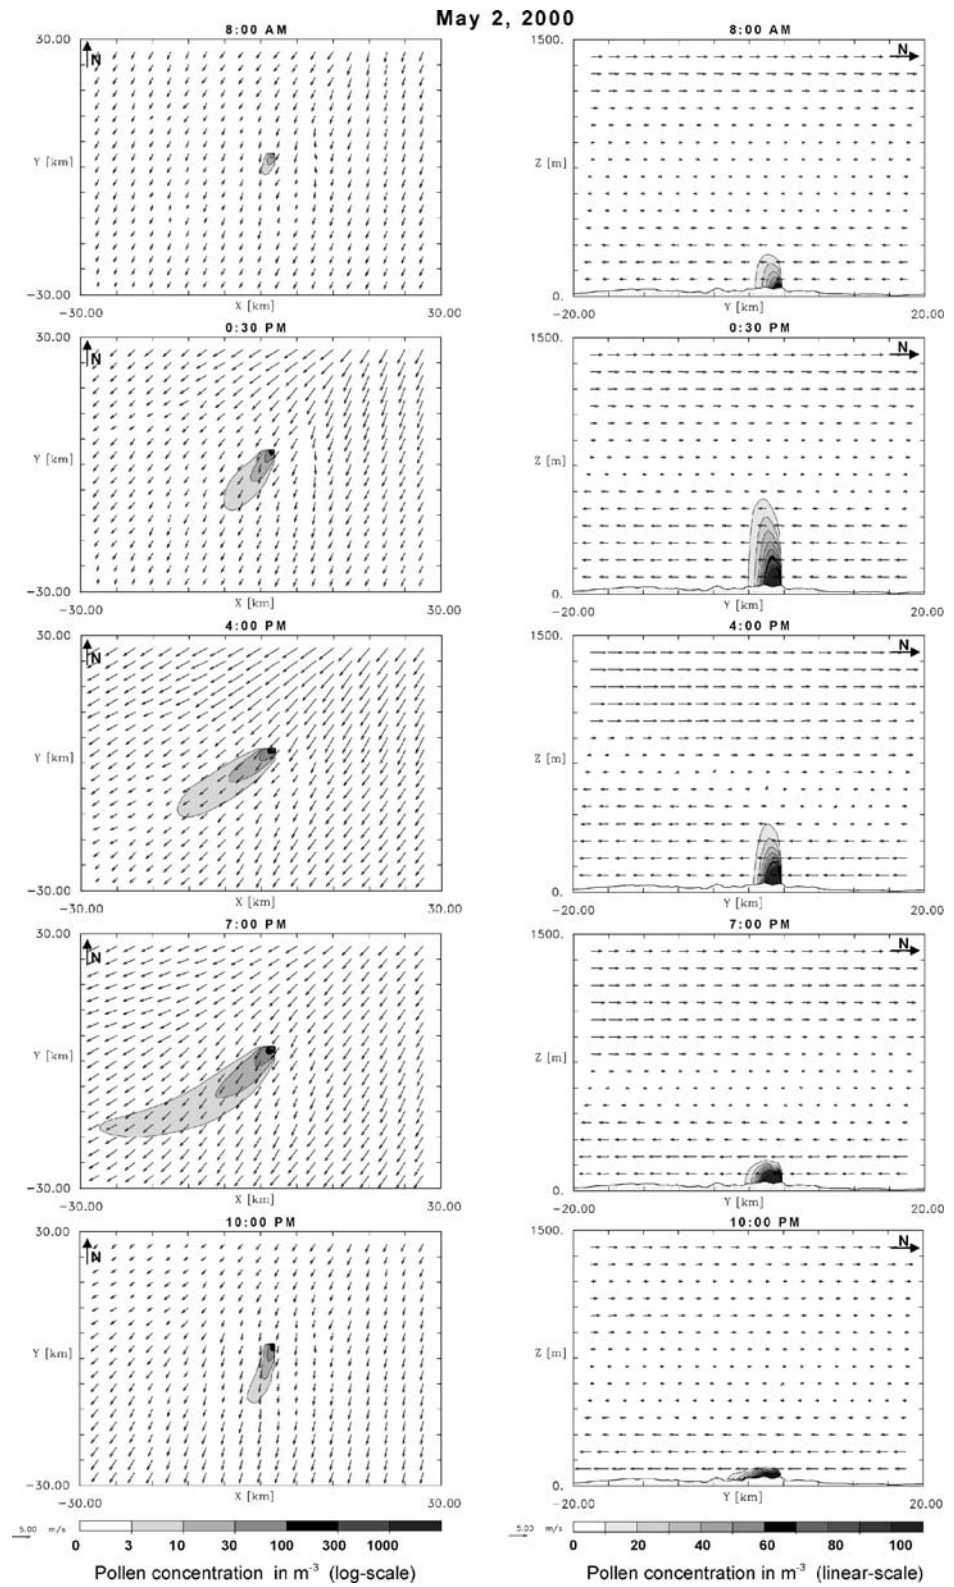 May 2, 2000
8:00 AM
8:00 AM
30.00
N
Y [km]
-30.00
-30.00
X [km]
30.00
1500.
N
Z [m]
0.
-20.00
Y [km]
20.00
0:30 PM
0:30 PM
30.00
N
Y [km]
-30.00
-30.00
X [km]
30.00
1500.
N
Z [m]
0.
-20.00
Y [km]
20.00
4:00 PM
4:00 PM
30.00
N
Y [km]
-30.00
-30.00
X [km]
30.00
1500.
N
Z [m]
0.
-20.00
Y [km]
20.00
7:00 PM
7:00 PM
30.00
N
Y [km]
-30.00
-30.00
X [km]
30.00
1500.
N
Z [m]
0.
-20.00
Y [km]
20.00
10:00 PM
10:00 PM
30.00
N
Y [km]
-30.00
-30.00
X [km]
30.00
1500.
N
Z [m]
0.
-20.00
Y [km]
20.00
5.00 m/s
0 3 10 30 100 300 1000
Pollen concentration in m⁻³ (log-scale)
5.00 m/s
0 20 40 60 80 100
Pollen concentration in m⁻³ (linear-scale)